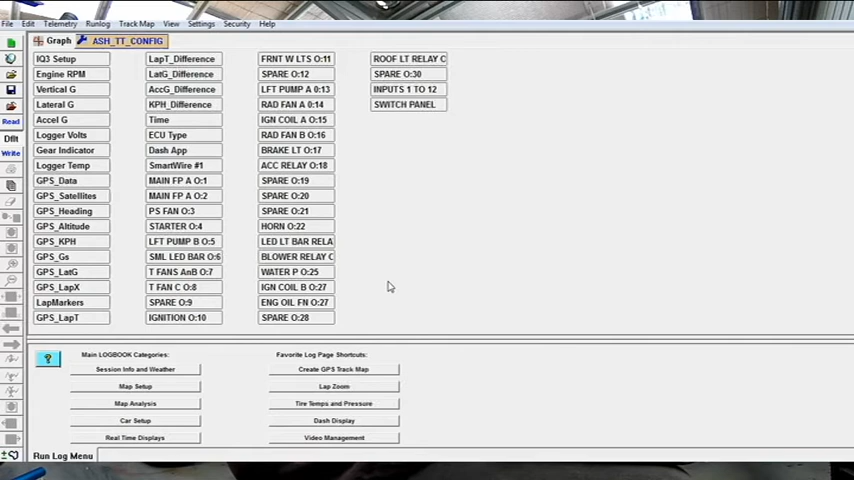 File Edit Telemetry Runlog Track Map View Settings Security Help
Graph ASH_TT_CONFIG
Read
Dflt
Write
IQ3 Setup
Engine RPM
Vertical G
Lateral G
Accel G
Logger Volts
Gear Indicator
Logger Temp
GPS_Data
GPS_Satellites
GPS_Heading
GPS_Altitude
GPS_KPH
GPS_Gs
GPS_LatG
GPS_LapX
LapMarkers
GPS_LapT
LapT_Difference
LatG_Difference
AccG_Difference
KPH_Difference
Time
ECU Type
Dash App
SmartWire #1
MAIN FP A O:1
MAIN FP A O:2
PS FAN O:3
STARTER O:4
LFT PUMP B O:5
SML LED BAR O:6
T FANS AnB O:7
T FAN C O:8
SPARE O:9
IGNITION O:10
FRNT W LTS O:11
SPARE O:12
LFT PUMP A 0:13
RAD FAN A 0:14
IGN COIL A O:15
RAD FAN B O:16
BRAKE LT O:17
ACC RELAY O:18
SPARE O:19
SPARE O:20
SPARE O:21
HORN O:22
LED LT BAR RELA
BLOWER RELAY C
WATER P O:25
IGN COIL B O:27
ENG OIL FN O:27
SPARE O:28
ROOF LT RELAY C
SPARE O:30
INPUTS 1 TO 12
SWITCH PANEL
?
Main LOGBOOK Categories:
Session Info and Weather
Map Setup
Map Analysis
Car Setup
Real Time Displays
Favorite Log Page Shortcuts:
Create GPS Track Map
Lap Zoom
Tire Temps and Pressure
Dash Display
Video Management
Run Log Menu